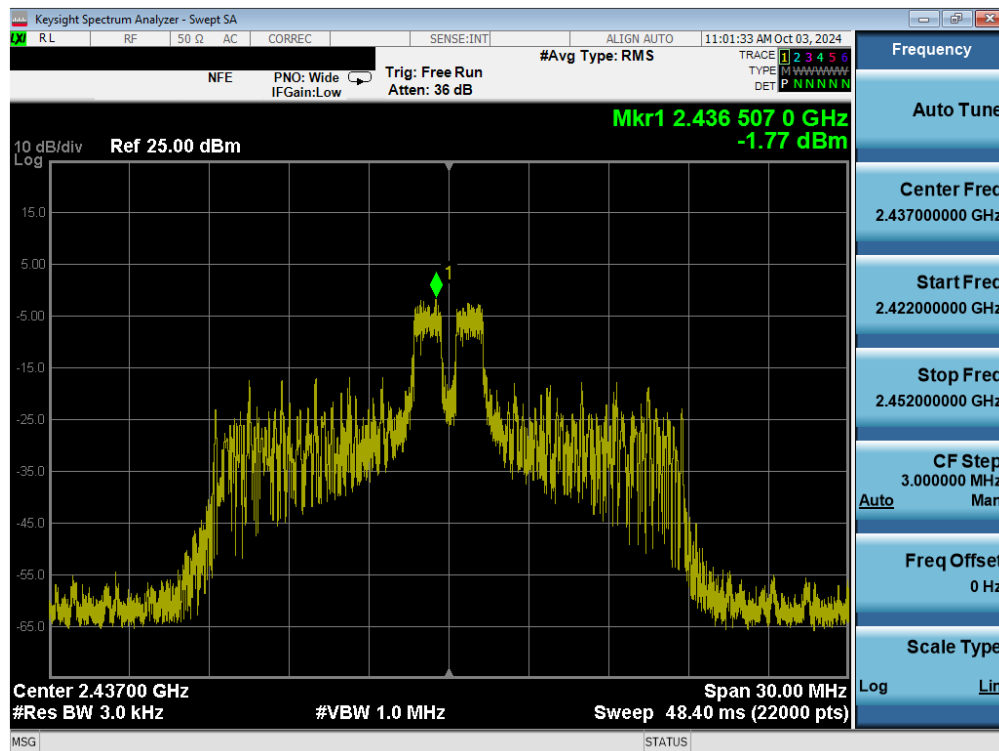 Keysight Spectrum Analyzer - Swept SA
LXI RL RF 50 Ω AC CORREC SENSE:INT ALIGN AUTO 11:01:33 AM Oct 03, 2024
NFE PNO: Wide Trig: Free Run #Avg Type: RMS TRACE 1 2 3 4 5 6
IFGain:Low Atten: 36 dB TYPE M WWWWW
DET P N N N N N
Mkr1 2.436 507 0 GHz
-1.77 dBm
10 dB/div Ref 25.00 dBm
Log
15.0
5.00
1
-5.00
-15.0
-25.0
-35.0
-45.0
-55.0
-65.0
Center 2.43700 GHz Span 30.00 MHz
#Res BW 3.0 kHz #VBW 1.0 MHz Sweep 48.40 ms (22000 pts)
MSG STATUS
Frequency
Auto Tune
Center Freq
2.437000000 GHz
Start Freq
2.422000000 GHz
Stop Freq
2.452000000 GHz
CF Step
3.000000 MHz
Auto Man
Freq Offset
0 Hz
Scale Type
Log Lin